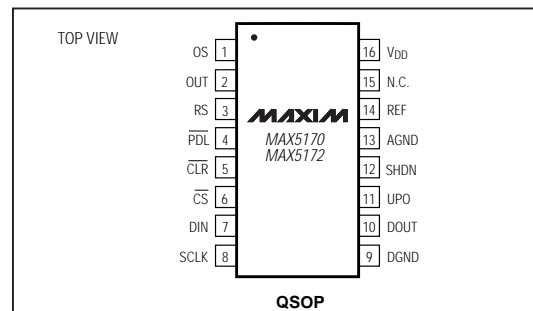 TOP VIEW
OS 1
OUT 2
RS 3
PDL 4
CLR 5
CS 6
DIN 7
SCLK 8
MAXIM
MAX5170
MAX5172
16 VDD
15 N.C.
14 REF
13 AGND
12 SHDN
11 UPO
10 DOUT
9 DGND
QSOP